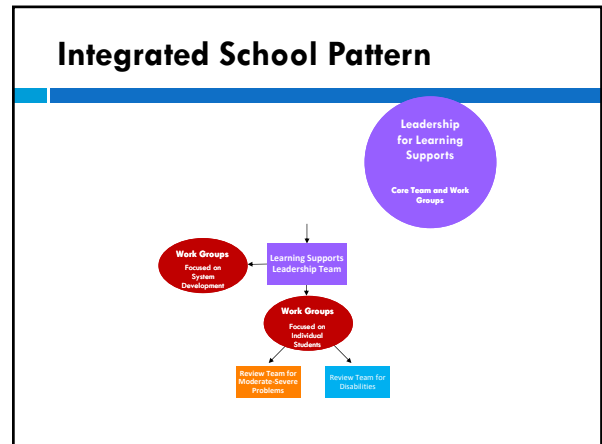 Integrated School Pattern
Leadership
for Learning
Supports
Core Team and Work
Groups
Work Groups
Focused on
System
Development
Learning Supports
Leadership Team
Work Groups
Focused on
Individual
Students
Review Team for
Moderate-Severe
Problems
Review Team for
Disabilities